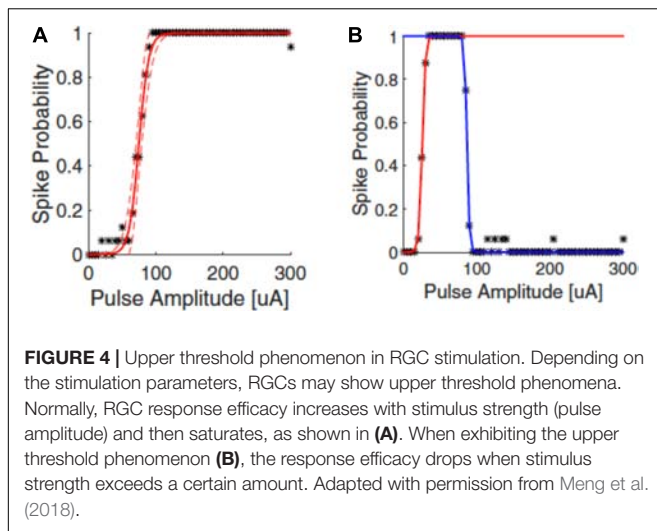 A
B
1
0.8
0.6
0.4
0.2
0
Spike Probability
0 100 200 300
Pulse Amplitude [uA]
1
0.8
0.6
0.4
0.2
0
Spike Probability
0 100 200 300
Pulse Amplitude [uA]
FIGURE 4 | Upper threshold phenomenon in RGC stimulation. Depending on
the stimulation parameters, RGCs may show upper threshold phenomena.
Normally, RGC response efficacy increases with stimulus strength (pulse
amplitude) and then saturates, as shown in (A). When exhibiting the upper
threshold phenomenon (B), the response efficacy drops when stimulus
strength exceeds a certain amount. Adapted with permission from Meng et al.
(2018).